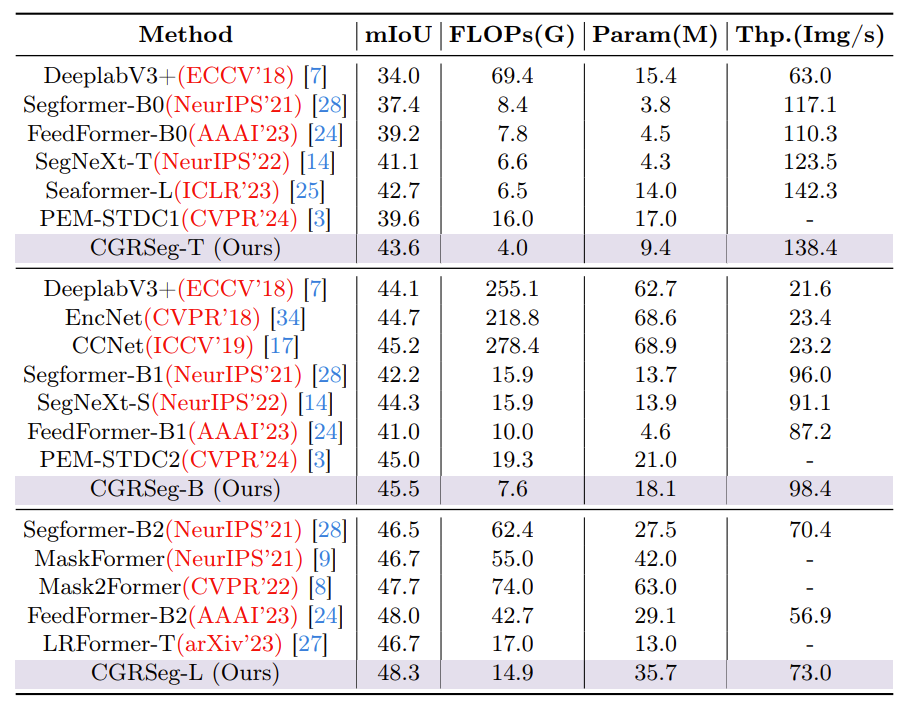 Method mIoU FLOPs(G) Param(M) Thp.(Img/s)
DeeplabV3+(ECCV'18) [7] 34.0 69.4 15.4 63.0
Segformer-B0(NeurIPS'21) [28] 37.4 8.4 3.8 117.1
FeedFormer-B0(AAAI'23) [24] 39.2 7.8 4.5 110.3
SegNeXt-T(NeurIPS'22) [14] 41.1 6.6 4.3 123.5
Seaformer-L(ICLR'23) [25] 42.7 6.5 14.0 142.3
PEM-STDC1(CVPR'24) [3] 39.6 16.0 17.0 -
CGRSeg-T (Ours) 43.6 4.0 9.4 138.4
DeeplabV3+(ECCV'18) [7] 44.1 255.1 62.7 21.6
EncNet(CVPR'18) [34] 44.7 218.8 68.6 23.4
CCNet(ICCV'19) [17] 45.2 278.4 68.9 23.2
Segformer-B1(NeurIPS'21) [28] 42.2 15.9 13.7 96.0
SegNeXt-S(NeurIPS'22) [14] 44.3 15.9 13.9 91.1
FeedFormer-B1(AAAI'23) [24] 41.0 10.0 4.6 87.2
PEM-STDC2(CVPR'24) [3] 45.0 19.3 21.0 -
CGRSeg-B (Ours) 45.5 7.6 18.1 98.4
Segformer-B2(NeurIPS'21) [28] 46.5 62.4 27.5 70.4
MaskFormer(NeurIPS'21) [9] 46.7 55.0 42.0 -
Mask2Former(CVPR'22) [8] 47.7 74.0 63.0 -
FeedFormer-B2(AAAI'23) [24] 48.0 42.7 29.1 56.9
LRFormer-T(arXiv'23) [27] 46.7 17.0 13.0 -
CGRSeg-L (Ours) 48.3 14.9 35.7 73.0